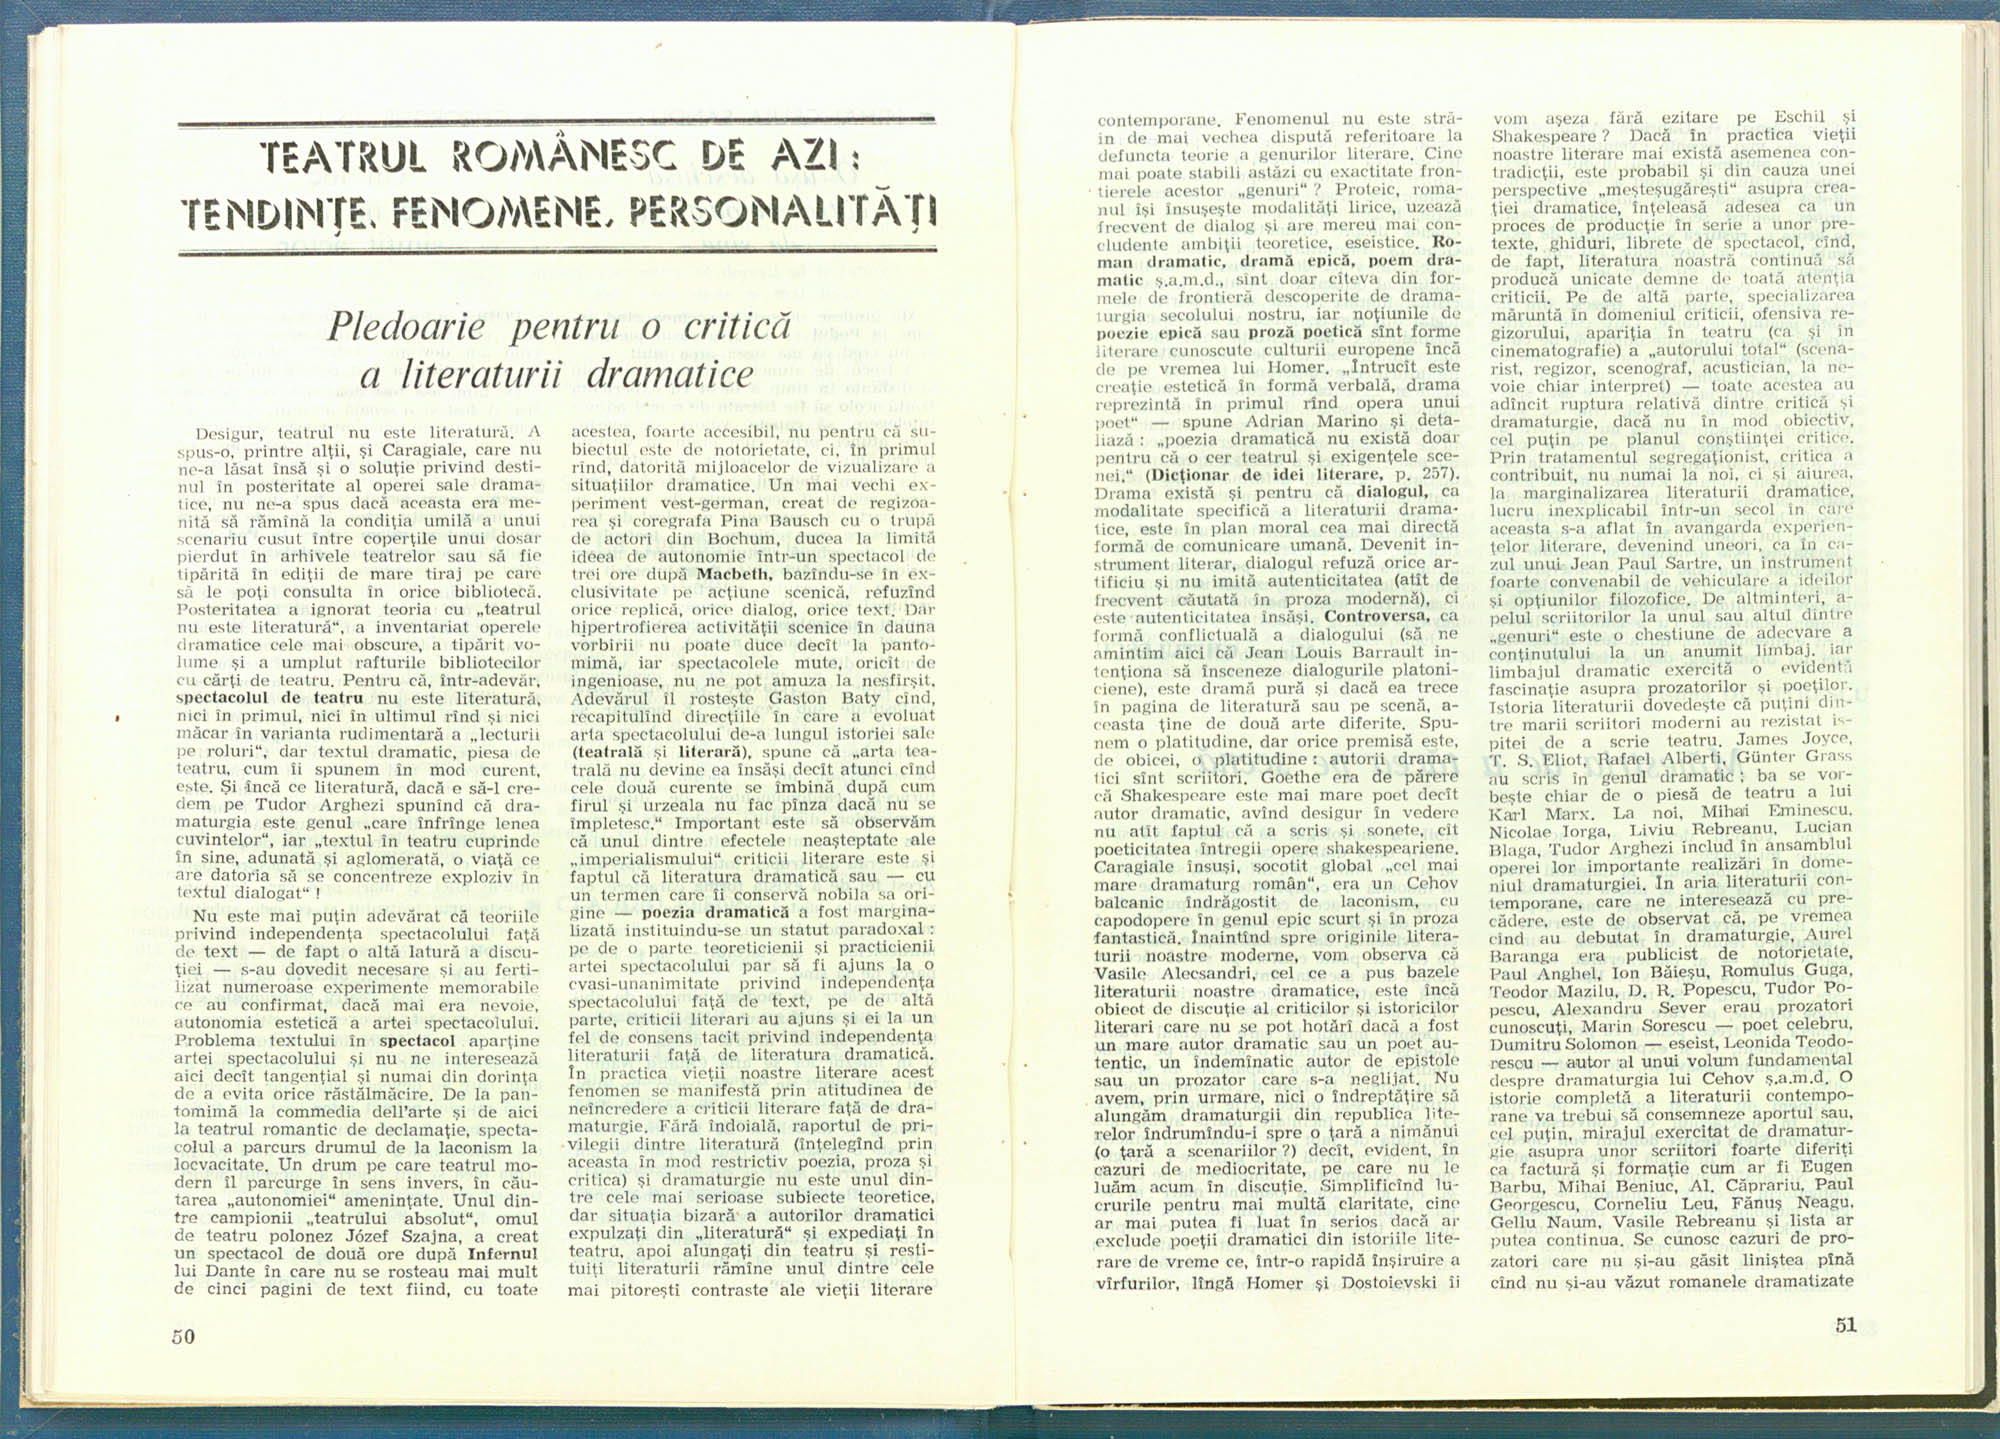 TEATRUL ROMÂNESC DE AZI :
TENDINȚE, FENOMENE, PERSONALITĂȚI
Pledoarie pentru o critică
a literaturii dramatice
Desigur, teatrul nu este literatură. A
spus-o, printre alții, și Caragiale, care nu
ne-a lăsat însă și o soluție privind desti-
nul în posteritate al operei sale drama-
tice, nu ne-a spus dacă aceasta era me-
nită să rămînă la condiția umilă a unui
scenariu cusut între coperțile unui dosar
pierdut în arhivele teatrelor sau să fie
tipărită în ediții de mare tiraj pe care
să le poți consulta în orice bibliotecă.
Posteritatea a ignorat teoria cu „teatrul
nu este literatură“, a inventariat operele
dramatice cele mai obscure, a tipărit vo-
lume și a umplut rafturile bibliotecilor
cu cărți de teatru. Pentru că, într-adevăr,
spectacolul de teatru nu este literatură,
nici în primul, nici în ultimul rînd și nici
măcar în varianta rudimentară a „lecturii
pe roluri“, dar textul dramatic, piesa de
teatru, cum îi spunem în mod curent,
este. Și încă ce literatură, dacă e să-l cre-
dem pe Tudor Arghezi spunînd că dra-
maturgia este genul „care înfrînge lenea
cuvintelor“, iar „textul în teatru cuprinde
în sine, adunată și aglomerată, o viață ce
are datoria să se concentreze exploziv în
textul dialogat“ !
Nu este mai puțin adevărat că teoriile
privind independența spectacolului față
de text — de fapt o altă latură a discu-
ției — s-au dovedit necesare și au ferti-
lizat numeroase experimente memorabile
ce au confirmat, dacă mai era nevoie,
autonomia estetică a artei spectacolului.
Problema textului în spectacol aparține
artei spectacolului și nu ne interesează
aici decît tangențial și numai din dorința
de a evita orice răstălmăcire. De la pan-
tomimă la commedia dell'arte și de aici
la teatrul romantic de declamație, specta-
colul a parcurs drumul de la laconism la
locvacitate. Un drum pe care teatrul mo-
dern îl parcurge în sens invers, în cău-
tarea „autonomiei“ amenințate. Unul din-
tre campionii „teatrului absolut“, omul
de teatru polonez Józef Szajna, a creat
un spectacol de două ore după Infernul
lui Dante în care nu se rosteau mai mult
de cinci pagini de text fiind, cu toate
acestea, foarte accesibil, nu pentru că su-
biectul este de notorietate, ci, în primul
rînd, datorită mijloacelor de vizualizare a
situațiilor dramatice. Un mai vechi ex-
periment vest-german, creat de regizoa-
rea și coregrafa Pina Bausch cu o trupă
de actori din Bochum, ducea la limită
ideea de autonomie într-un spectacol de
trei ore după Macbeth, bazîndu-se în ex-
clusivitate pe acțiune scenică, refuzînd
orice replică, orice dialog, orice text. Dar
hipertrofierea activității scenice în dauna
vorbirii nu poate duce decît la panto-
mimă, iar spectacolele mute, oricît de
ingenioase, nu ne pot amuza la nesfîrșit.
Adevărul îl rostește Gaston Baty cînd,
recapitulînd direcțiile în care a evoluat
arta spectacolului de-a lungul istoriei sale
(teatrală și literară), spune că „arta tea-
trală nu devine ea însăși decît atunci cînd
cele două curente se îmbină după cum
firul și urzeala nu fac pînza dacă nu se
împletesc.“ Important este să observăm
că unul dintre efectele neașteptate ale
„imperialismului“ criticii literare este și
faptul că literatura dramatică sau — cu
un termen care îi conservă nobila sa ori-
gine — poezia dramatică a fost margina-
lizată instituindu-se un statut paradoxal :
pe de o parte teoreticienii și practicienii
artei spectacolului par să fi ajuns la o
cvasi-unanimitate privind independența
spectacolului față de text, pe de altă
parte, criticii literari au ajuns și ei la un
fel de consens tacit privind independența
literaturii față de literatura dramatică.
În practica vieții noastre literare acest
fenomen se manifestă prin atitudinea de
neîncredere a criticii literare față de dra-
maturgie. Fără îndoială, raportul de pri-
vilegii dintre literatură (înțelegînd prin
aceasta în mod restrictiv poezia, proza și
critica) și dramaturgie nu este unul din-
tre cele mai serioase subiecte teoretice,
dar situația bizară a autorilor dramatici
expulzați din „literatură“ și expediați în
teatru, apoi alungați din teatru și resti-
tuiți literaturii rămîne unul dintre cele
mai pitorești contraste ale vieții literare
50
contemporane. Fenomenul nu este stră-
in de mai vechea dispută referitoare la
defuncta teorie a genurilor literare. Cine
mai poate stabili astăzi cu exactitate fron-
tierele acestor „genuri“ ? Proteic, roma-
nul își însușește modalități lirice, uzează
frecvent de dialog și are mereu mai con-
cludente ambiții teoretice, eseistice. Ro-
man dramatic, dramă epică, poem dra-
matic ș.a.m.d., sînt doar cîteva din for-
mele de frontieră descoperite de drama-
turgia secolului nostru, iar noțiunile de
poezie epică sau proză poetică sînt forme
literare cunoscute culturii europene încă
de pe vremea lui Homer. „Întrucît este
creație estetică în formă verbală, drama
reprezintă în primul rînd opera unui
poet“ — spune Adrian Marino și deta-
liază : „poezia dramatică nu există doar
pentru că o cer teatrul și exigențele sce-
nei.“ (Dicționar de idei literare, p. 257).
Drama există și pentru că dialogul, ca
modalitate specifică a literaturii drama-
tice, este în plan moral cea mai directă
formă de comunicare umană. Devenit in-
strument literar, dialogul refuză orice ar-
tificiu și nu imită autenticitatea (atît de
frecvent căutată în proza modernă), ci
este autenticitatea însăși. Controversa, ca
formă conflictuală a dialogului (să ne
amintim aici că Jean Louis Barrault in-
tenționa să însceneze dialogurile platoni-
ciene), este dramă pură și dacă ea trece
în pagina de literatură sau pe scenă, a-
ceasta ține de două arte diferite. Spu-
nem o platitudine, dar orice premisă este,
de obicei, o platitudine : autorii drama-
tici sînt scriitori. Goethe era de părere
că Shakespeare este mai mare poet decît
autor dramatic, avînd desigur în vedere
nu atît faptul că a scris și sonete, cît
poeticitatea întregii opere shakespeariene.
Caragiale însuși, socotit global „cel mai
mare dramaturg român“, era un Cehov
balcanic îndrăgostit de laconism, cu
capodopere în genul epic scurt și în proza
fantastică. Înaintînd spre originile litera-
turii noastre moderne, vom observa că
Vasile Alecsandri, cel ce a pus bazele
literaturii noastre dramatice, este încă
obiect de discuție al criticilor și istoricilor
literari care nu se pot hotărî dacă a fost
un mare autor dramatic sau un poet au-
tentic, un îndemînatic autor de epistole
sau un prozator care s-a neglijat. Nu
avem, prin urmare, nici o îndreptățire să
alungăm dramaturgii din republica lite-
relor îndrumîndu-i spre o țară a nimănui
(o țară a scenariilor ?) decît, evident, în
cazuri de mediocritate, pe care nu le
luăm acum în discuție. Simplificînd lu-
crurile pentru mai multă claritate, cine
ar mai putea fi luat în serios dacă ar
exclude poeții dramatici din istoriile lite-
rare de vreme ce, într-o rapidă înșiruire a
vîrfurilor, lîngă Homer și Dostoievski îi
vom așeza fără ezitare pe Eschil și
Shakespeare ? Dacă în practica vieții
noastre literare mai există asemenea con-
tradicții, este probabil și din cauza unei
perspective „meșteșugărești“ asupra crea-
ției dramatice, înțeleasă adesea ca un
proces de producție în serie a unor pre-
texte, ghiduri, librete de spectacol, cînd,
de fapt, literatura noastră continuă să
producă unicate demne de toată atenția
criticii. Pe de altă parte, specializarea
măruntă în domeniul criticii, ofensiva re-
gizorului, apariția în teatru (ca și în
cinematografie) a „autorului total“ (scena-
rist, regizor, scenograf, acustician, la ne-
voie chiar interpret) — toate acestea au
adîncit ruptura relativă dintre critică și
dramaturgie, dacă nu în mod obiectiv,
cel puțin pe planul conștiinței critice.
Prin tratamentul segregaționist, critica a
contribuit, nu numai la noi, ci și aiurea,
la marginalizarea literaturii dramatice,
lucru inexplicabil într-un secol în care
aceasta s-a aflat în avangarda experien-
țelor literare, devenind uneori, ca în ca-
zul unui Jean Paul Sartre, un instrument
foarte convenabil de vehiculare a ideilor
și opțiunilor filozofice. De altminteri, a-
pelul scriitorilor la unul sau altul dintre
„genuri“ este o chestiune de adecvare a
conținutului la un anumit limbaj, iar
limbajul dramatic exercită o evidentă
fascinație asupra prozatorilor și poeților.
Istoria literaturii dovedește că puțini din-
tre marii scriitori moderni au rezistat is-
pitei de a scrie teatru. James Joyce,
T. S. Eliot, Rafael Alberti, Günter Grass
au scris în genul dramatic ; ba se vor-
bește chiar de o piesă de teatru a lui
Karl Marx. La noi, Mihai Eminescu,
Nicolae Iorga, Liviu Rebreanu, Lucian
Blaga, Tudor Arghezi includ în ansamblul
operei lor importante realizări în dome-
niul dramaturgiei. In aria literaturii con-
temporane, care ne interesează cu pre-
cădere, este de observat că, pe vremea
cînd au debutat în dramaturgie, Aurel
Baranga era publicist de notorietate,
Paul Anghel, Ion Băieșu, Romulus Guga,
Teodor Mazilu, D. R. Popescu, Tudor Po-
pescu, Alexandru Sever erau prozatori
cunoscuți, Marin Sorescu — poet celebru,
Dumitru Solomon — eseist, Leonida Teodo-
rescu — autor al unui volum fundamental
despre dramaturgia lui Cehov ș.a.m.d. O
istorie completă a literaturii contempo-
rane va trebui să consemneze aportul sau,
cel puțin, mirajul exercitat de dramatur-
gie asupra unor scriitori foarte diferiți
ca factură și formație cum ar fi Eugen
Barbu, Mihai Beniuc, Al. Căprariu, Paul
Georgescu, Corneliu Leu, Fănuș Neagu,
Gellu Naum, Vasile Rebreanu și lista ar
putea continua. Se cunosc cazuri de pro-
zatori care nu și-au găsit liniștea pînă
cînd nu și-au văzut romanele dramatizate
51